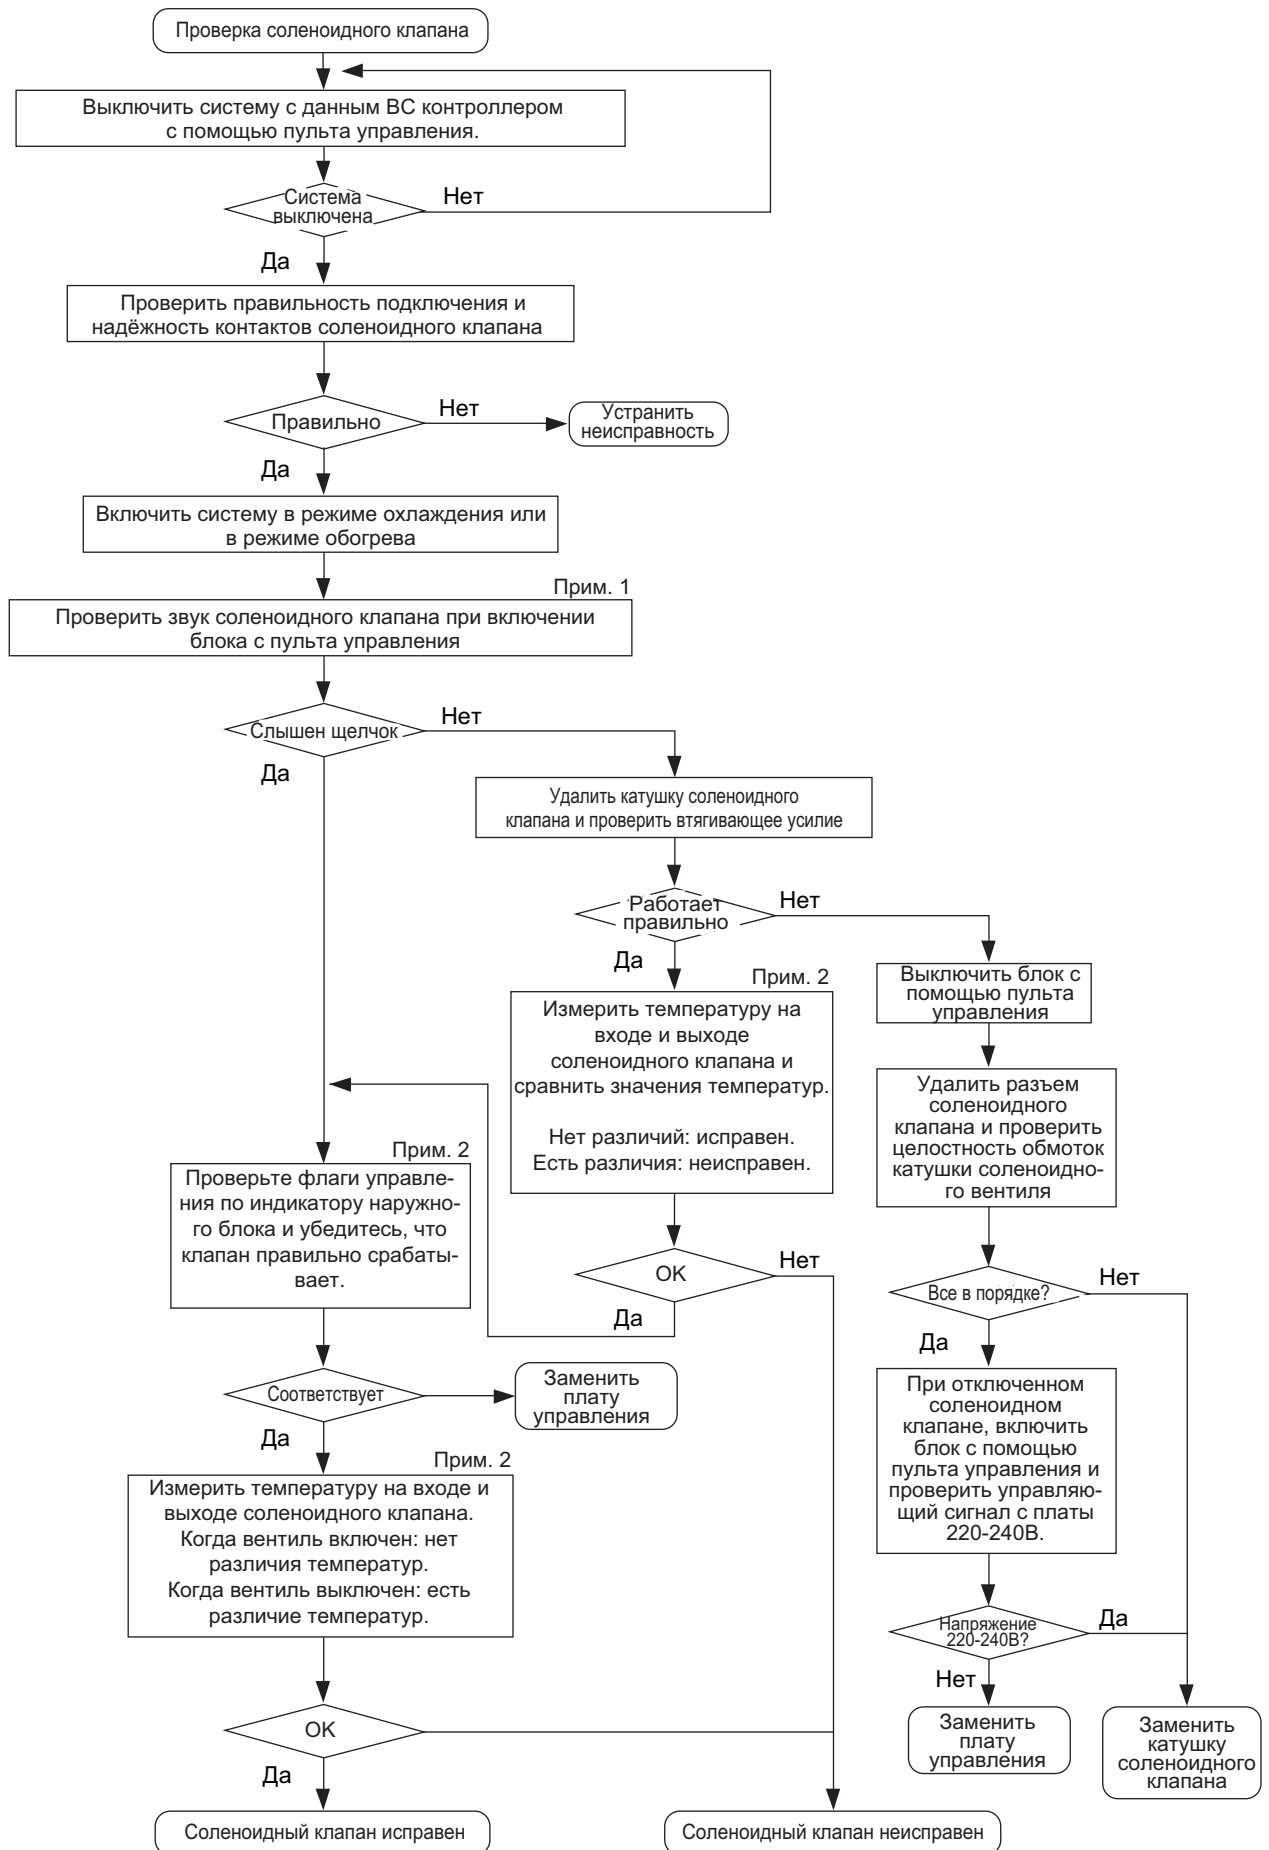 Проверка соленоидного клапана
Выключить систему с данным BC контроллером
с помощью пульта управления.
Система
выключена
Нет
Да
Проверить правильность подключения и
надёжность контактов соленоидного клапана
Правильно
Нет
Устранить
неисправность
Да
Включить систему в режиме охлаждения или
в режиме обогрева
Прим. 1
Проверить звук соленоидного клапана при включении
блока с пульта управления
Слышен щелчок
Нет
Да
Удалить катушку соленоидного
клапана и проверить втягивающее усилие
Работает
правильно
Нет
Да
Прим. 2
Измерить температуру на
входе и выходе
соленоидного клапана и
сравнить значения температур.
Нет различий: исправен.
Есть различия: неисправен.
Выключить блок с
помощью пульта
управления
Удалить разъем
соленоидного
клапана и проверить
целостность обмоток
катушки соленоидно-
го вентиля
Прим. 2
Проверьте флаги управле-
ния по индикатору наружно-
го блока и убедитесь, что
клапан правильно срабаты-
вает.
OK
Нет
Да
Все в порядке?
Нет
Да
Соответствует
Заменить
плату
управления
Да
При отключенном
соленоидном
клапане, включить
блок с помощью
пульта управления и
проверить управляю-
щий сигнал с платы
220-240В.
Прим. 2
Измерить температуру на входе и
выходе соленоидного клапана.
Когда вентиль включен: нет
различия температур.
Когда вентиль выключен: есть
различие температур.
Напряжение
220-240В?
Да
Нет
OK
Да
Заменить
плату
управления
Заменить
катушку
соленоидного
клапана
Соленоидный клапан исправен
Соленоидный клапан неисправен